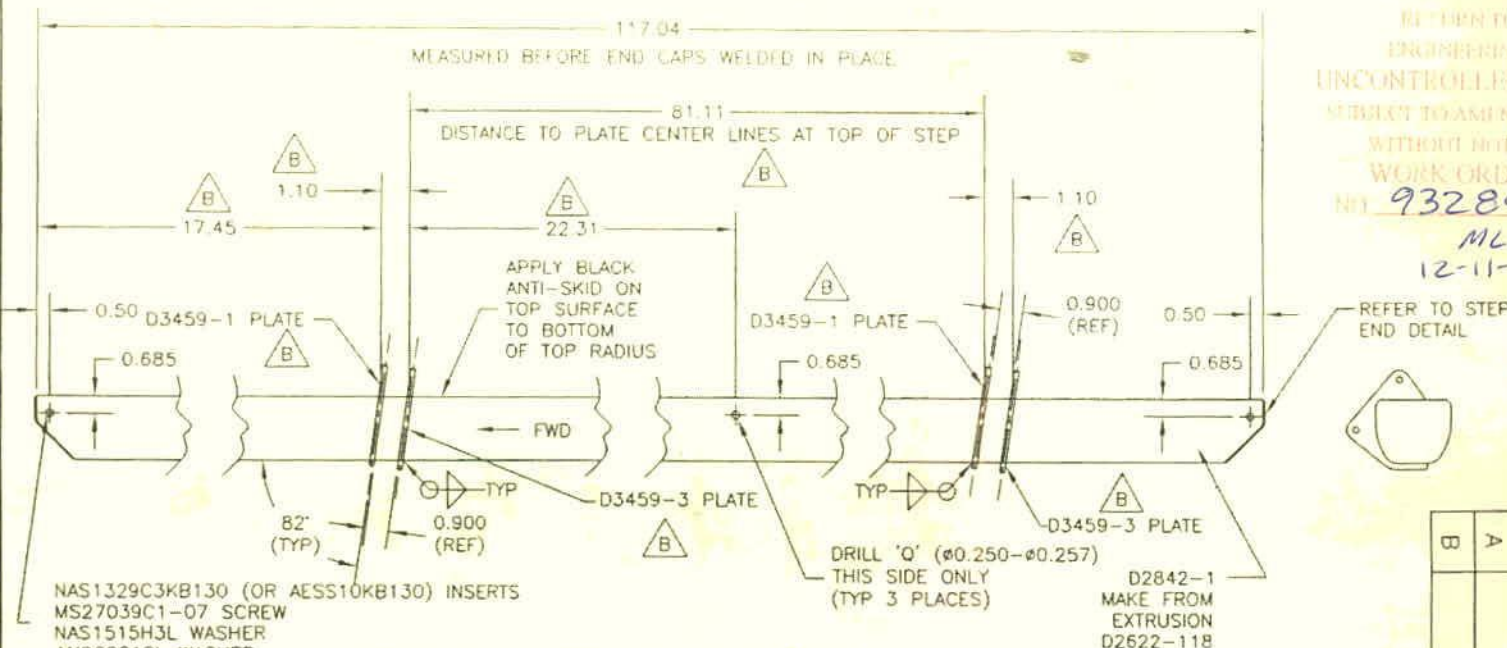 117.04
MEASURED BEFORE END CAPS WELDED IN PLACE
81.11
DISTANCE TO PLATE CENTER LINES AT TOP OF STEP
B
B
B
1.10
B
1.10
17.45
22.31
B
APPLY BLACK
ANTI-SKID ON
TOP SURFACE
TO BOTTOM
OF TOP RADIUS
B
0.50
D3459-1 PLATE
B
D3459-1 PLATE
0.900
(REF)
0.50
REFER TO STEP
END DETAIL
0.685
0.685
0.685
FWD
TYP
D3459-3 PLATE
B
TYP
B
D3459-3 PLATE
82°
(TYP)
0.900
(REF)
DRILL 'Q' (ø0.250-ø0.257)
THIS SIDE ONLY
(TYP 3 PLACES)
D2842-1
MAKE FROM
EXTRUSION
D2622-118
NAS1329C3KB130 (OR AESS10KB130) INSERTS
MS27039C1-07 SCREW
NAS1515H3L WASHER
RETURN TO
WITHOUT
NO
9328
ML
12-11-
A
B